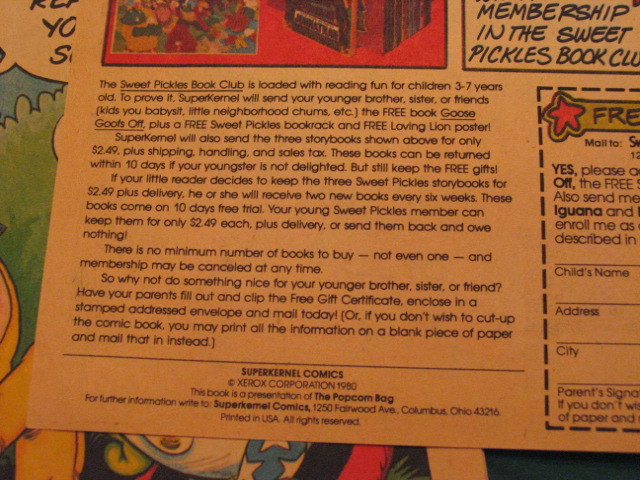 YO
MEMBERSHIP
IN THE SWEET
PICKLES BOOK CLU
The Sweet Pickles Book Club is loaded with reading fun for children 3-7 years
old. To prove it, SuperKernel will send your younger brother, sister, or friends
(kids you babysit, little neighborhood chums, etc.) the FREE book Goose
Goofs Off, plus a FREE Sweet Pickles bookrack and FREE Loving Lion poster!
SuperKernel will also send the three storybooks shown above for only
$2.49, plus shipping, handling, and sales tax. These books can be returned
within 10 days if your youngster is not delighted. But still keep the FREE gifts!
If your little reader decides to keep the three Sweet Pickles storybooks for
$2.49 plus delivery, he or she will receive two new books every six weeks. These
books come on 10 days free trial. Your young Sweet Pickles member can
keep them for only $2.49 each, plus delivery, or send them back and owe
nothing!
There is no minimum number of books to buy — not even one — and
membership may be canceled at any time.
So why not do something nice for your younger brother, sister, or friend?
Have your parents fill out and clip the Free Gift Certificate, enclose in a
stamped addressed envelope and mail today! (Or, if you don't wish to cut-up
the comic book, you may print all the information on a blank piece of paper
and mail that in instead.)
SUPERKERNEL COMICS
© XEROX CORPORATION 1980
This book is a presentation of The Popcorn Bag
For further information write to: Superkernel Comics, 1250 Fairwood Ave., Columbus, Ohio 43216.
Printed in USA. All rights reserved.
FREE
Mail to: Sw
12
YES, please
Off, the FREE
Also send me
Iguana and
enroll me as
described in
Child's Name
Address
City
Parent's Signa
If you don't wi
of paper and